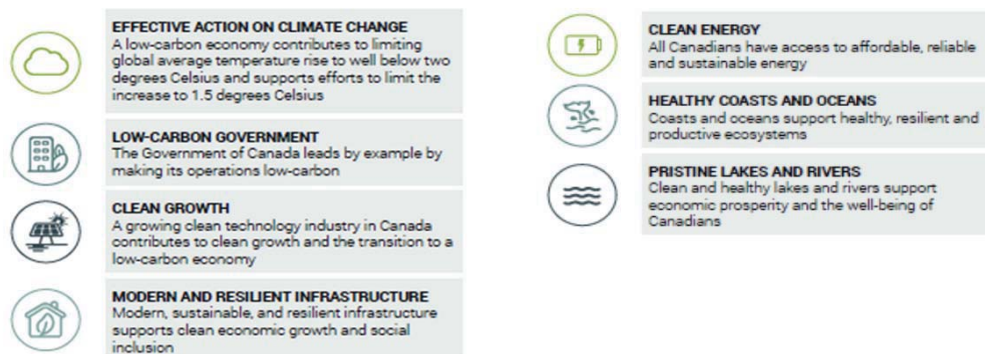 EFFECTIVE ACTION ON CLIMATE CHANGE
A low-carbon economy contributes to limiting
global average temperature rise to well below two
degrees Celsius and supports efforts to limit the
increase to 1.5 degrees Celsius
LOW-CARBON GOVERNMENT
The Government of Canada leads by example by
making its operations low-carbon
CLEAN GROWTH
A growing clean technology industry in Canada
contributes to clean growth and the transition to a
low-carbon economy
MODERN AND RESILIENT INFRASTRUCTURE
Modern, sustainable, and resilient infrastructure
supports clean economic growth and social
inclusion
CLEAN ENERGY
All Canadians have access to affordable, reliable
and sustainable energy
HEALTHY COASTS AND OCEANS
Coasts and oceans support healthy, resilient and
productive ecosystems
PRISTINE LAKES AND RIVERS
Clean and healthy lakes and rivers support
economic prosperity and the well-being of
Canadians